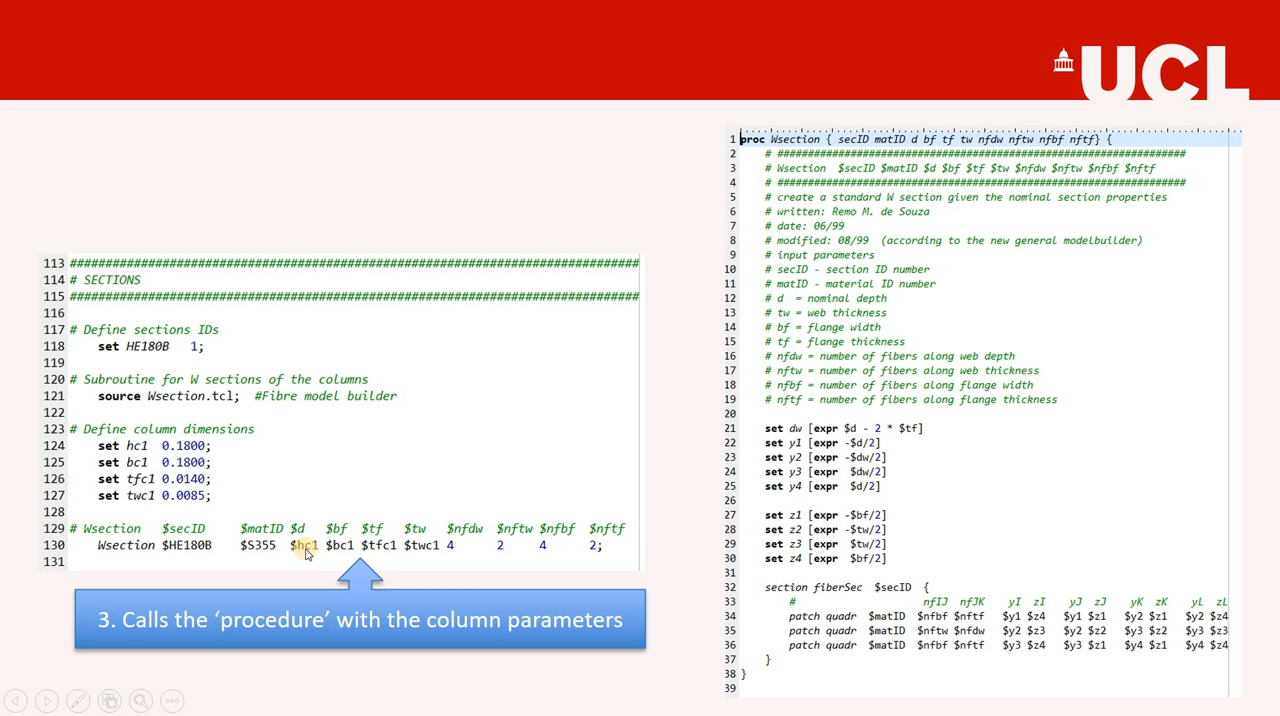 UCL
113 ####################################################################################
114 # SECTIONS
115 ####################################################################################
116
117 # Define sections IDs
118 set HE180B 1;
119
120 # Subroutine for W sections of the columns
121 source Wsection.tcl; #Fibre model builder
122
123 # Define column dimensions
124 set hc1 0.1800;
125 set bc1 0.1800;
126 set tfc1 0.0140;
127 set twc1 0.0085;
128
129 # Wsection $secID $matID $d $bf $tf $tw $nfdw $nftw $nfbf $nftf
130 Wsection $HE180B $S355 $hc1 $bc1 $tfc1 $twc1 4 2 4 2;
131
3. Calls the ‘procedure’ with the column parameters
1 proc Wsection { secID matID d bf tf tw nfdw nftw nfbf nftf} {
2 # ###################################################################
3 # Wsection $secID $matID $d $bf $tf $tw $nfdw $nftw $nfbf $nftf
4 # ###################################################################
5 # create a standard W section given the nominal section properties
6 # written: Remo M. de Souza
7 # date: 06/99
8 # modified: 08/99 (according to the new general modelbuilder)
9 # input parameters
10 # secID - section ID number
11 # matID - material ID number
12 # d = nominal depth
13 # tw = web thickness
14 # bf = flange width
15 # tf = flange thickness
16 # nfdw = number of fibers along web depth
17 # nftw = number of fibers along web thickness
18 # nfbf = number of fibers along flange width
19 # nftf = number of fibers along flange thickness
20
21 set dw [expr $d - 2 * $tf]
22 set y1 [expr -$d/2]
23 set y2 [expr -$dw/2]
24 set y3 [expr $dw/2]
25 set y4 [expr $d/2]
26
27 set z1 [expr -$bf/2]
28 set z2 [expr -$tw/2]
29 set z3 [expr $tw/2]
30 set z4 [expr $bf/2]
31
32 section fiberSec $secID {
33 # nfIJ nfJK yI zI yJ zJ yK zK yL zL
34 patch quadr $matID $nfbf $nftf $y1 $z4 $y1 $z1 $y2 $z1 $y2 $z4
35 patch quadr $matID $nftw $nfdw $y2 $z3 $y2 $z2 $y3 $z2 $y3 $z3
36 patch quadr $matID $nfbf $nftf $y3 $z4 $y3 $z1 $y4 $z1 $y4 $z4
37 }
38 }
39